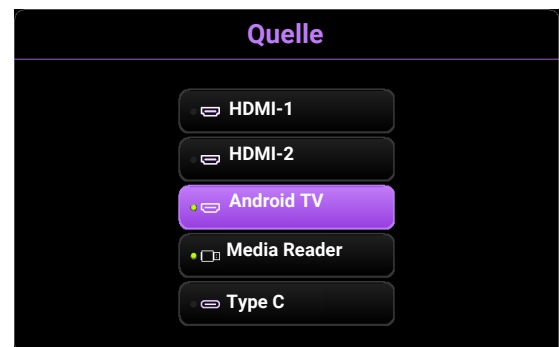 Quelle
HDMI-1
HDMI-2
Android TV
Media Reader
Type C